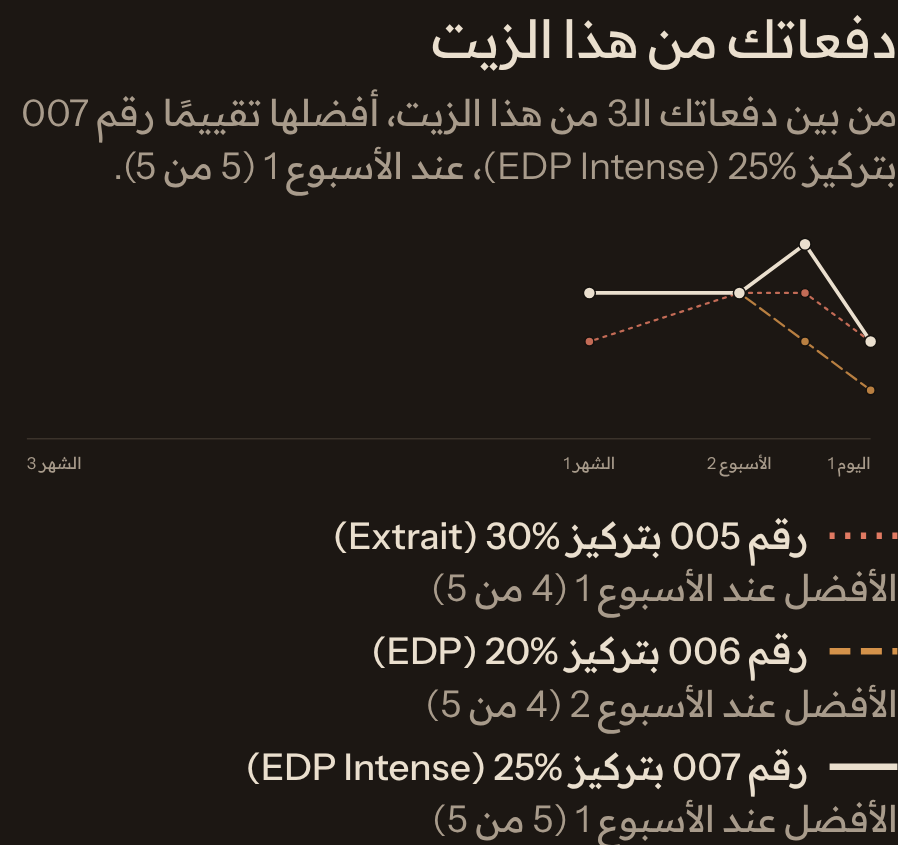 دفعاتك من هذا الزيت
من بين دفعاتك الـ3 من هذا الزيت، أفضلها تقييمًا رقم 007
بتركيز 25% (EDP Intense)، عند الأسبوع 1 (5 من 5).
اليوم 1
الأسبوع 2
الشهر 1
الشهر 3
رقم 005 بتركيز 30% (Extrait)
الأفضل عند الأسبوع 1 (4 من 5)
رقم 006 بتركيز 20% (EDP)
الأفضل عند الأسبوع 2 (4 من 5)
رقم 007 بتركيز 25% (EDP Intense)
الأفضل عند الأسبوع 1 (5 من 5)